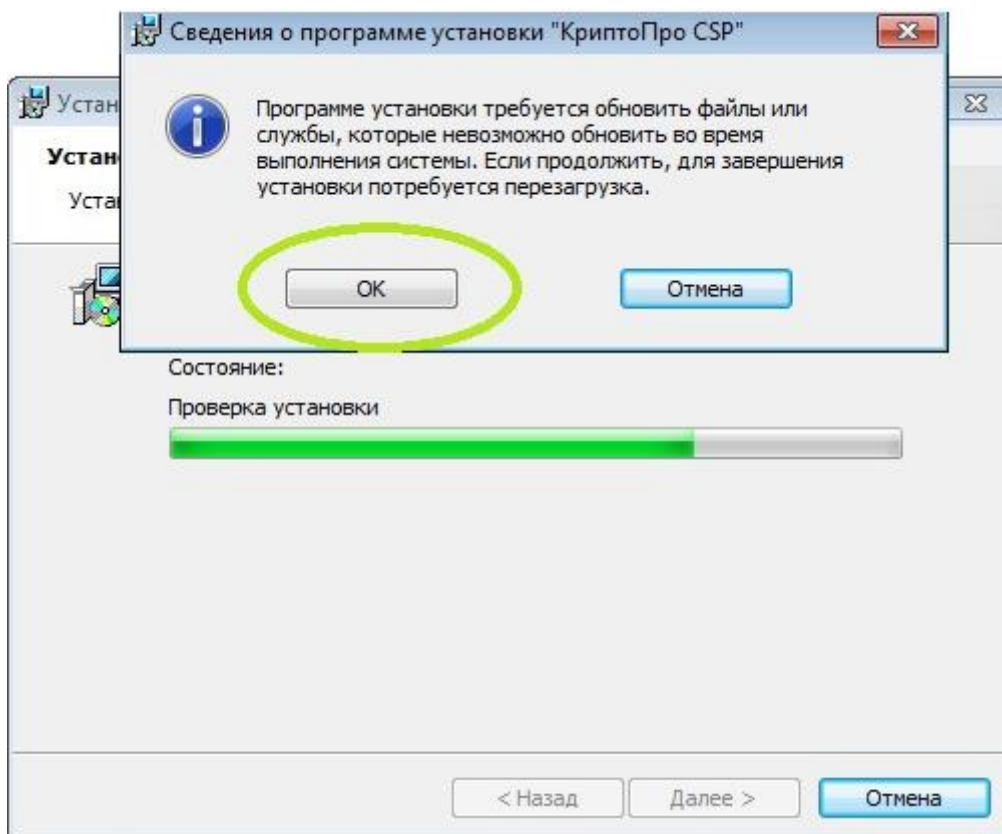 Сведения о программе установки "КриптоПро CSP"
Программе установки требуется обновить файлы или
службы, которые невозможно обновить во время
выполнения системы. Если продолжить, для завершения
установки потребуется перезагрузка.
OK
Отмена
Состояние:
Проверка установки
< Назад
Далее >
Отмена